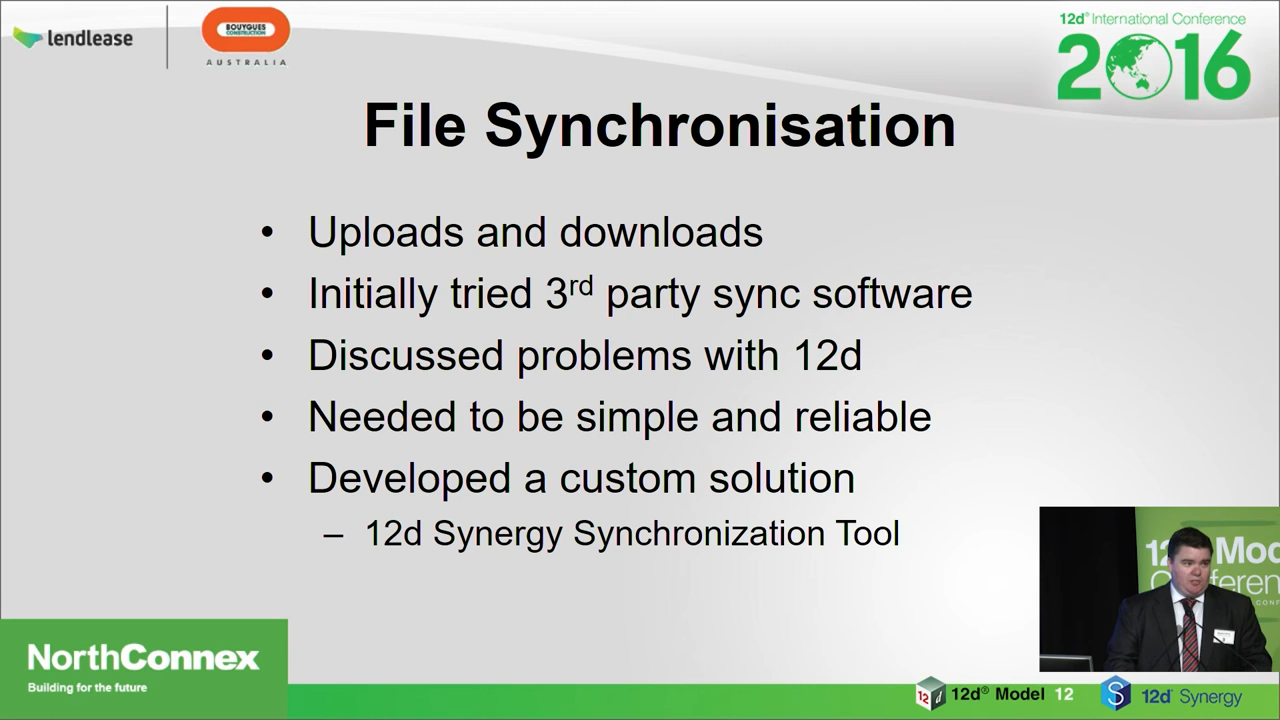 lendlease
BOUYGUES
CONSTRUCTION
AUSTRALIA
12d® International Conference
2016
File Synchronisation
• Uploads and downloads
• Initially tried 3rd party sync software
• Discussed problems with 12d
• Needed to be simple and reliable
• Developed a custom solution
– 12d Synergy Synchronization Tool
NorthConnex
Building for the future
12d® Model 12
12d® Synergy